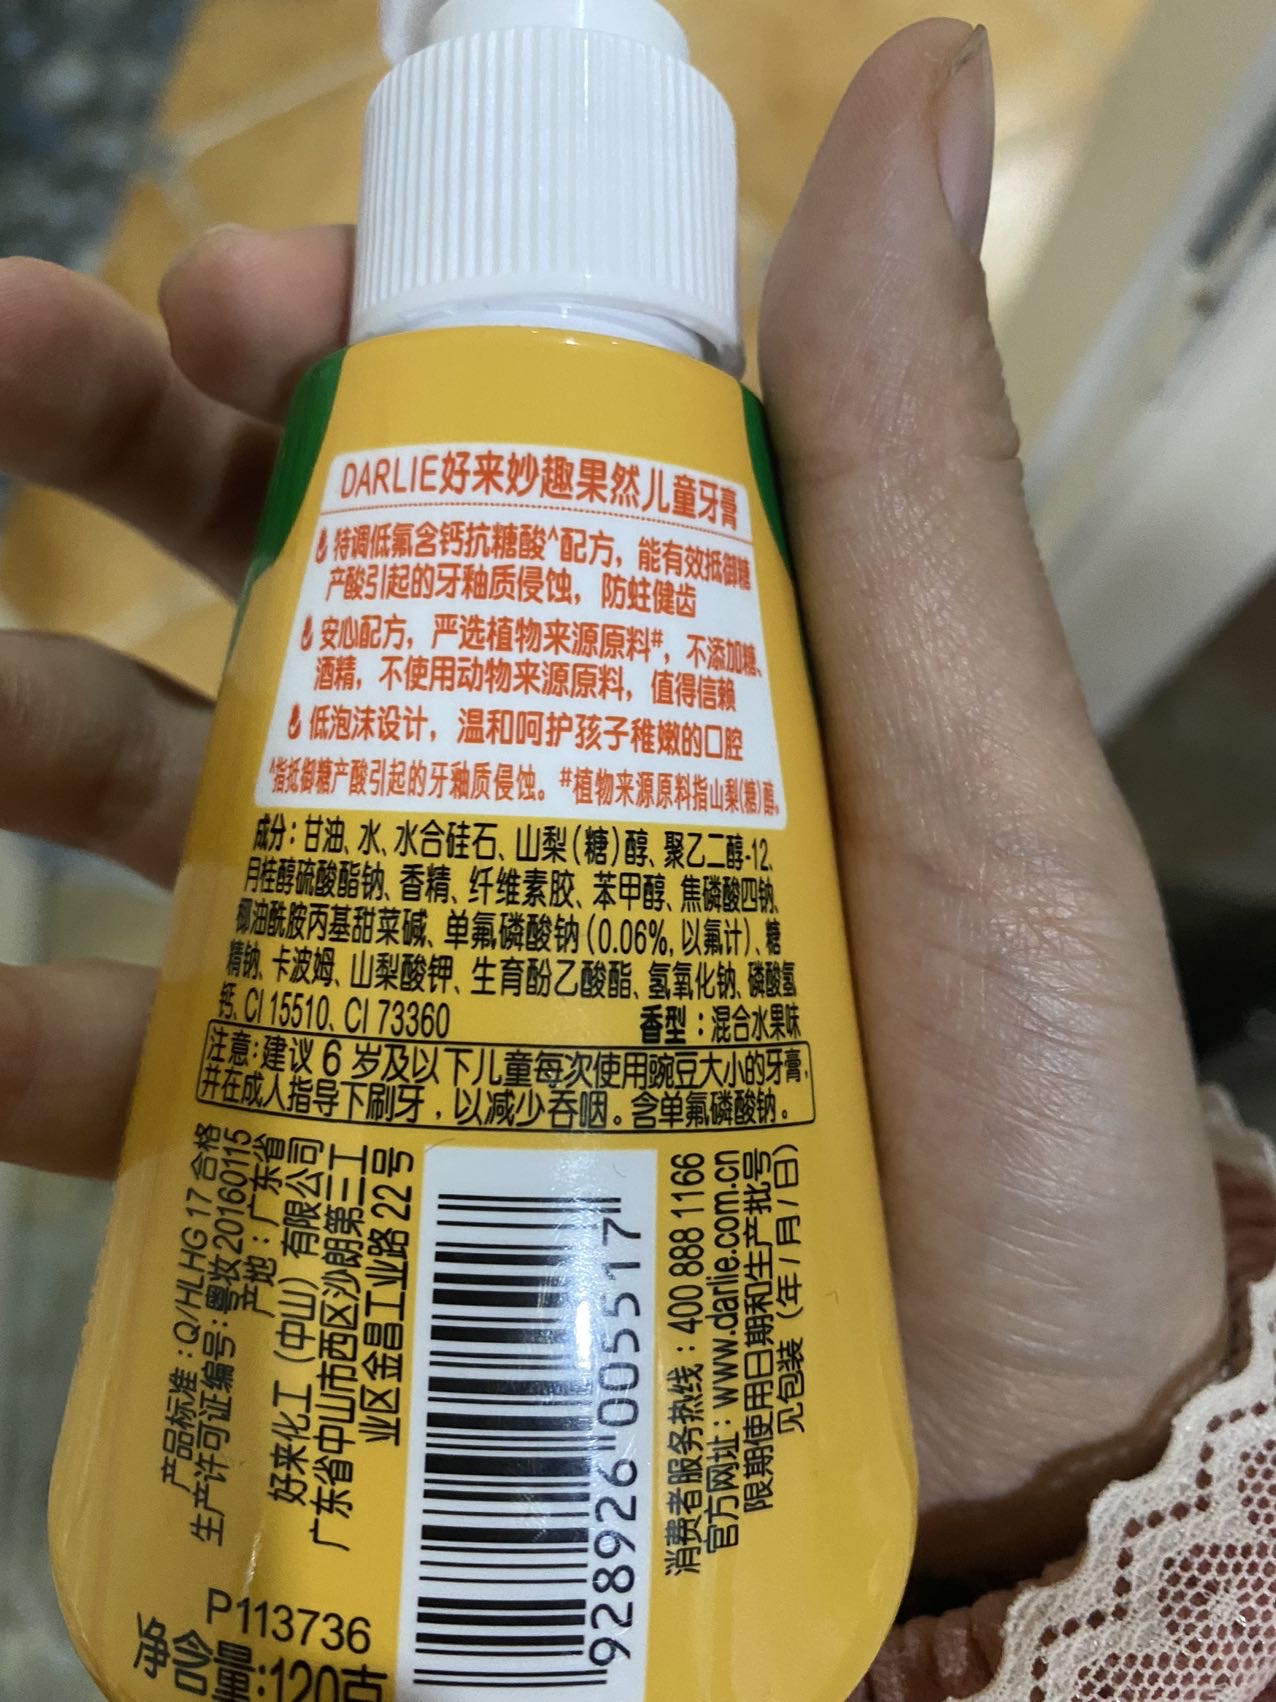 DARLIE好来妙趣果然儿童牙膏
特调低氟含钙抗糖酸^配方，能有效抵御糖
产酸引起的牙釉质侵蚀，防蛀健齿
安心配方，严选植物来源原料#，不添加糖、
酒精，不使用动物来源原料，值得信赖
低泡沫设计，温和呵护孩子稚嫩的口腔
^指抵御糖产酸引起的牙釉质侵蚀。#植物来源原料指山梨(糖)醇。
成分：甘油、水、水合硅石、山梨(糖)醇、聚乙二醇-12、
月桂醇硫酸酯钠、香精、纤维素胶、苯甲醇、焦磷酸四钠、
椰油酰胺丙基甜菜碱、单氟磷酸钠(0.06%,以氟计)、糖
精钠、卡波姆、山梨酸钾、生育酚乙酸酯、氢氧化钠、磷酸氢
钙、CI 15510、CI 73360
香型：混合水果味
注意：建议 6 岁及以下儿童每次使用豌豆大小的牙膏，
并在成人指导下刷牙，以减少吞咽。含单氟磷酸钠。
产品标准：Q/HLHG 17 合格
生产许可证编号：粤妆20160115
产地：广东省
好来化工（中山）有限公司
广东省中山市西区沙朗第三工
业区金昌工业路22号
928926"005517"
消费者服务热线：400 888 1166
官方网址：www.darlie.com.cn
限期使用日期和生产批号
见包装（年/月/日）
P113736
净含量:120克